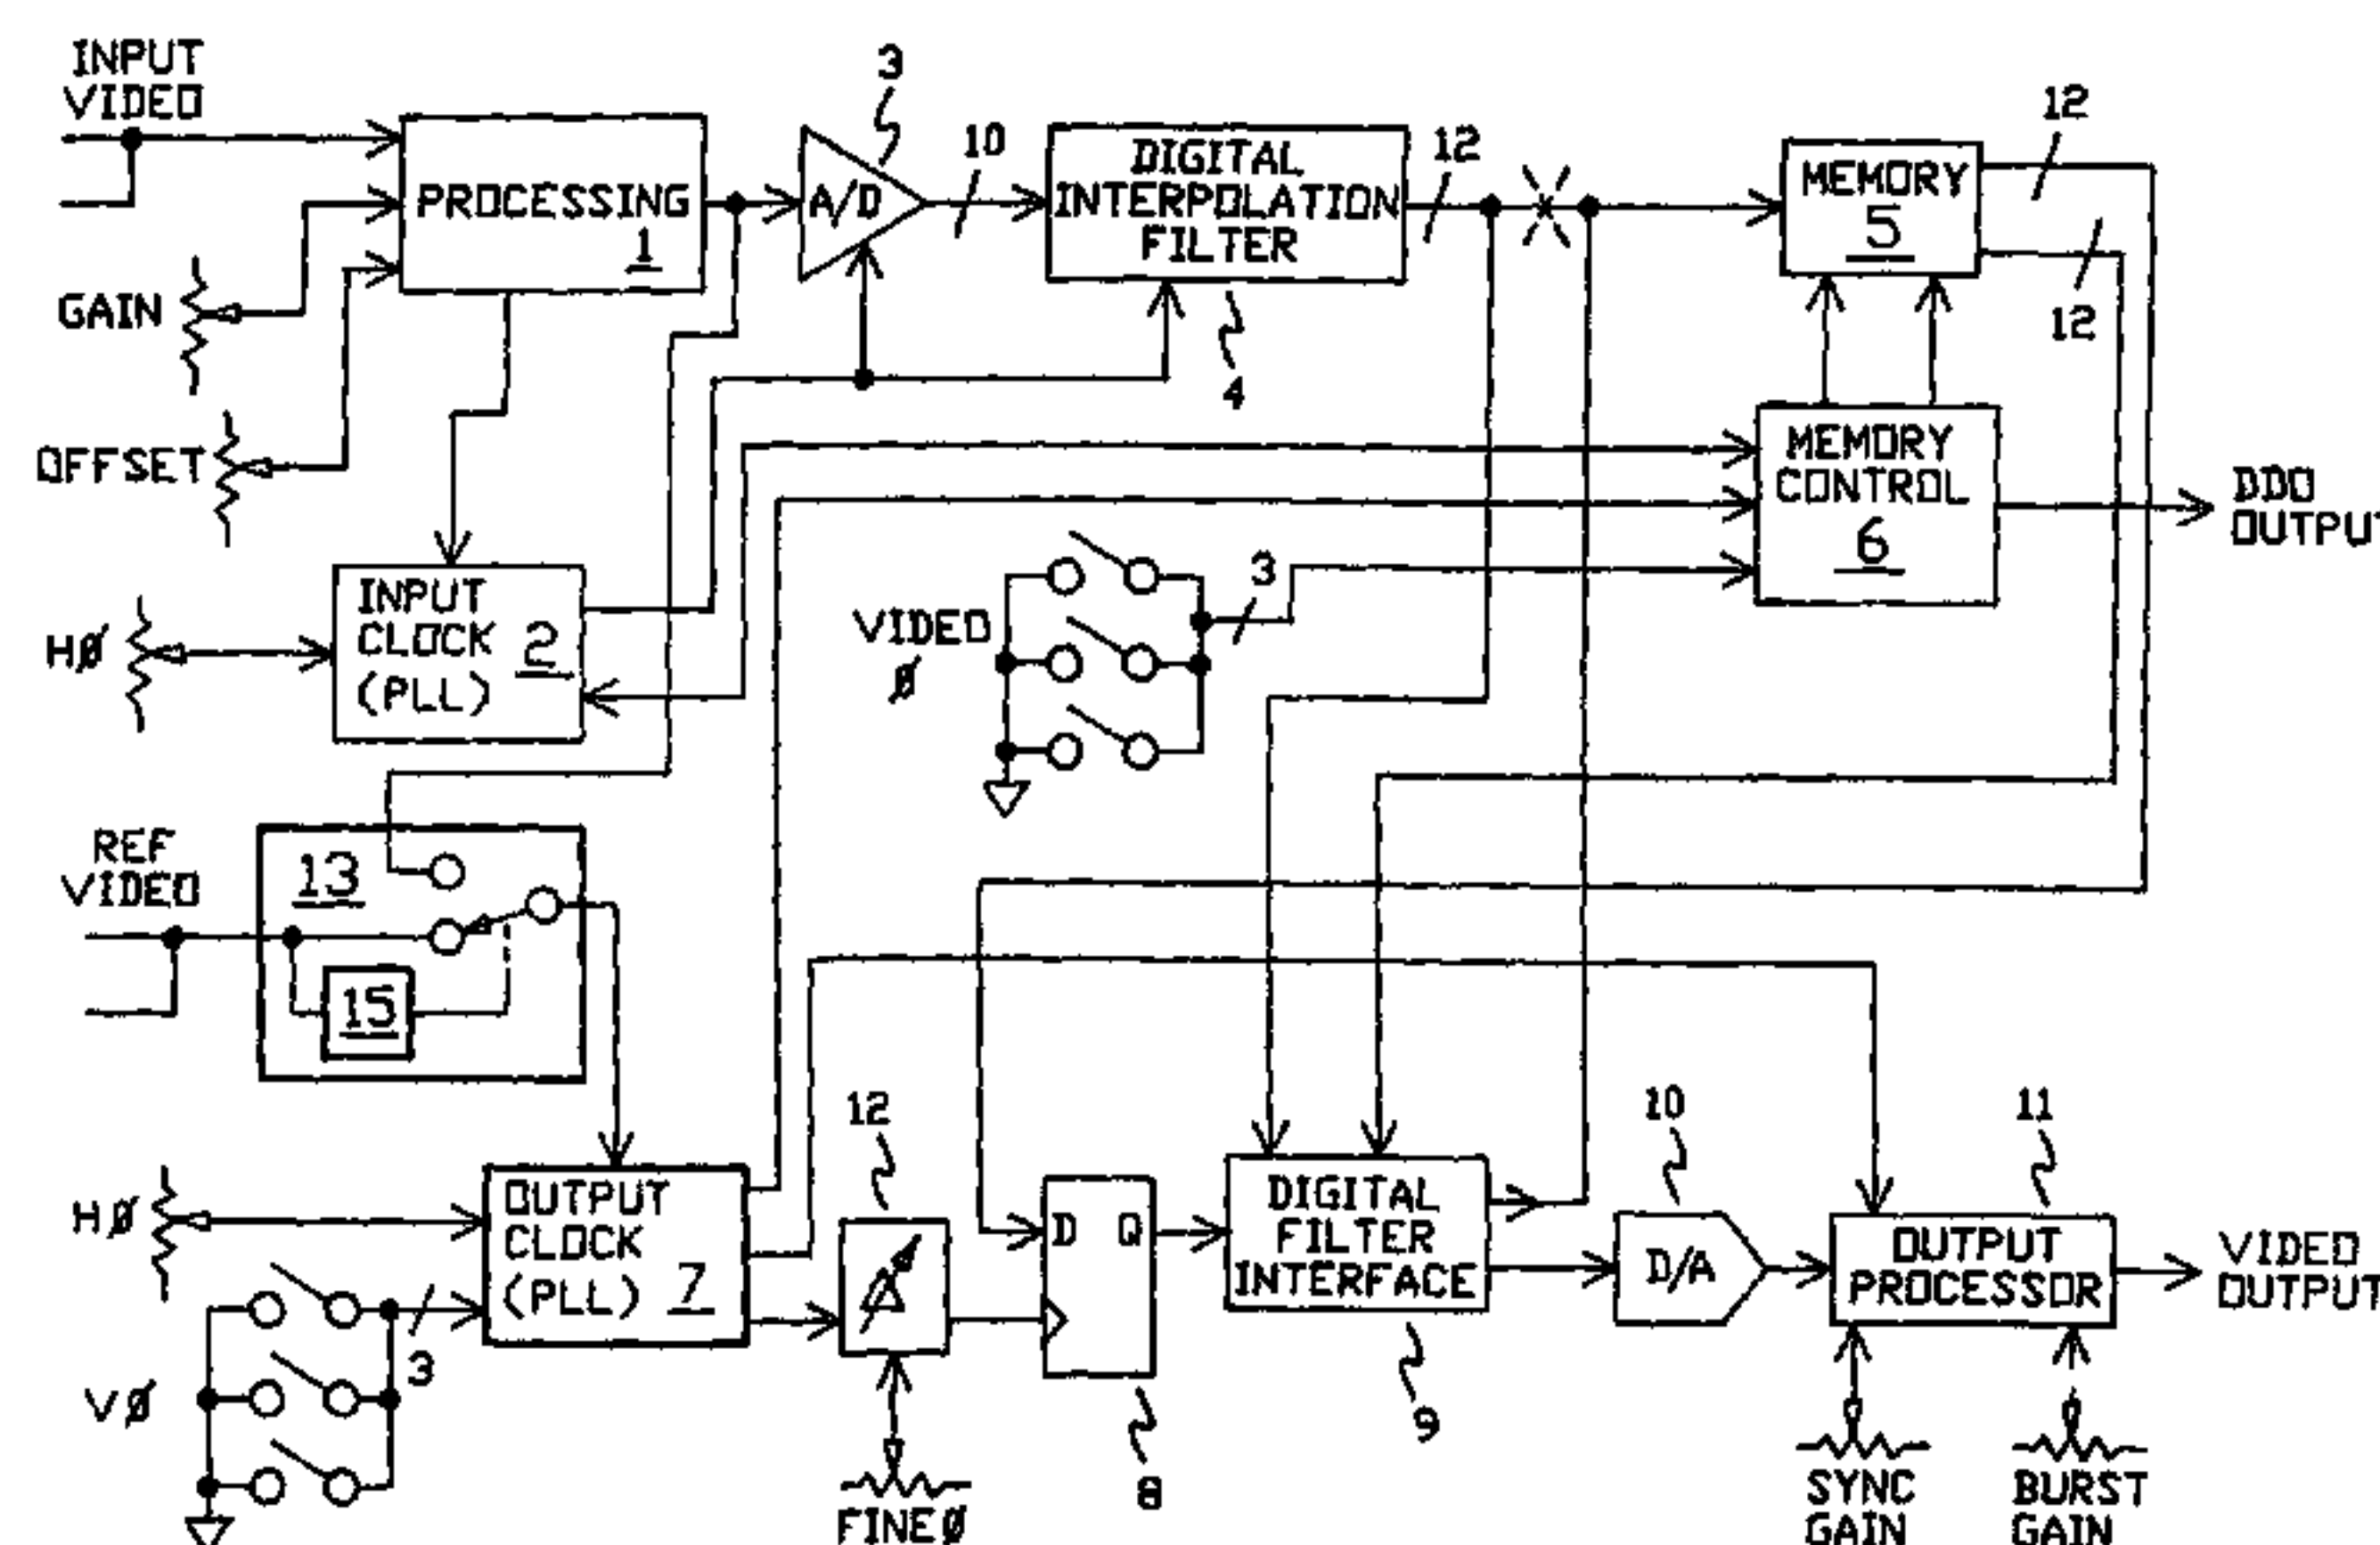 INPUT
VIDEO
GAIN
OFFSET
HØ
PROCESSING
1
3
A/D
10
DIGITAL
INTERPOLATION
FILTER
4
12
MEMORY
5
12
12
INPUT
CLOCK 2
(PLL)
VIDEO
Ø
3
MEMORY
CONTROL
6
DDO
OUTPUT
REF
VIDEO
13
15
HØ
VØ
3
OUTPUT
CLOCK
(PLL) 7
12
FINEØ
D Q
8
DIGITAL
FILTER
INTERFACE
9
10
D/A
11
OUTPUT
PROCESSOR
VIDEO
OUTPUT
SYNC
GAIN
BURST
GAIN